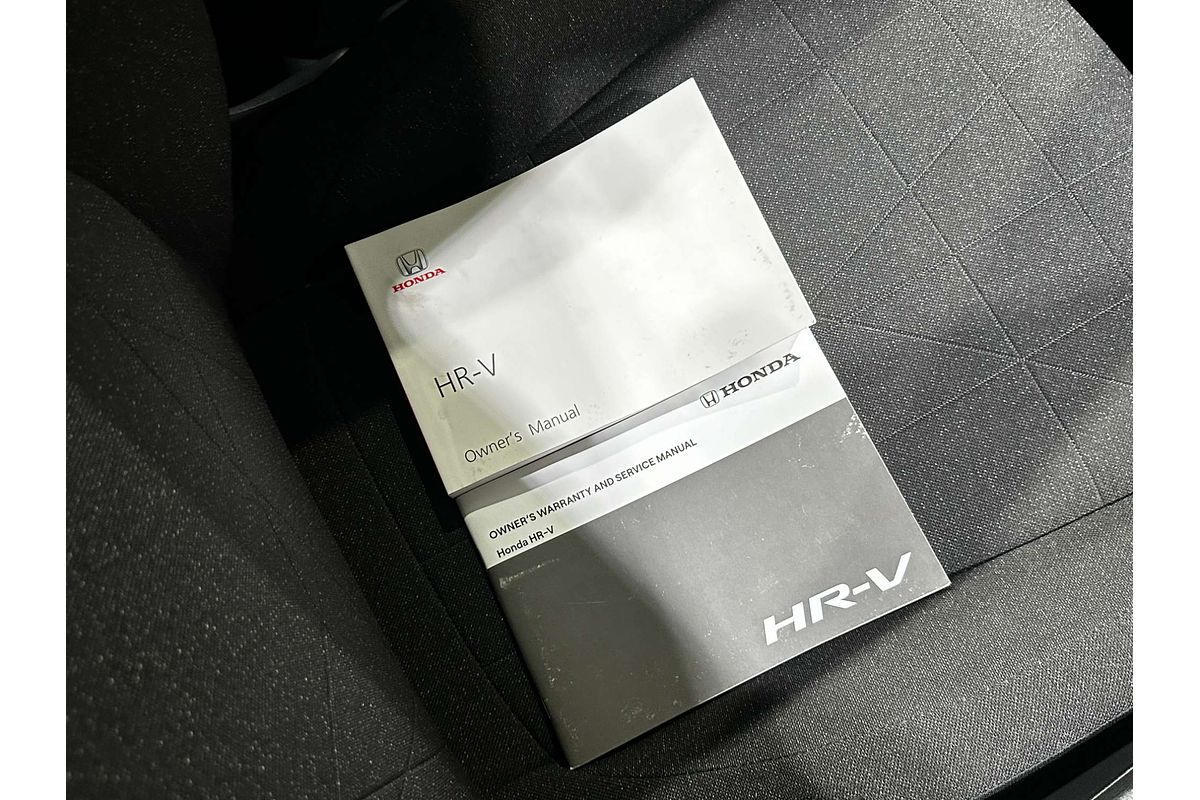 HONDA
HR-V
Owner's Manual
HONDA
OWNER'S WARRANTY AND SERVICE MANUAL
Honda HR-V
HR-V